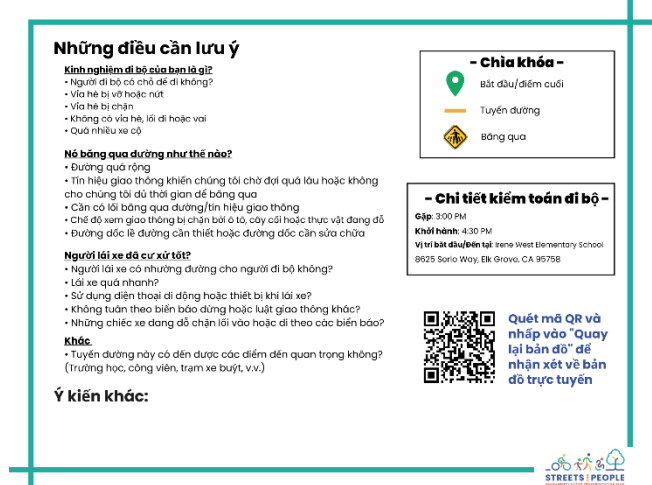 Những điều cần lưu ý
Kinh nghiệm đi bộ của bạn là gì?
• Người đi bộ có chỗ để đi không?
• Vỉa hè bị vỡ hoặc nứt
• Vỉa hè bị chặn
• Không có vỉa hè, lối đi hoặc vai
• Quá nhiều xe cộ
Nó băng qua đường như thế nào?
• Đường quá rộng
• Tín hiệu giao thông khiến chúng tôi chờ đợi quá lâu hoặc không
cho chúng tôi đủ thời gian để băng qua
• Cần có lối băng qua đường/tín hiệu giao thông
• Chế độ xem giao thông bị chặn bởi ô tô, cây cối hoặc thực vật đang đỗ
• Đường dốc lề đường cần thiết hoặc đường dốc cần sửa chữa
Người lái xe đã cư xử tốt?
• Người lái xe có nhường đường cho người đi bộ không?
• Lái xe quá nhanh?
• Sử dụng điện thoại di động hoặc thiết bị khi lái xe?
• Không tuân theo biển báo dừng hoặc luật giao thông khác?
• Những chiếc xe đang đỗ chặn lối vào hoặc đi theo các biển báo?
Khác
• Tuyến đường này có đến được các điểm đến quan trọng không?
(Trường học, công viên, trạm xe buýt, v.v.)
Ý kiến khác:
- Chìa khóa -
Bắt đầu/điểm cuối
Tuyến đường
Băng qua
- Chi tiết kiểm toán đi bộ -
Gặp: 3:00 PM
Khởi hành: 4:30 PM
Vị trí bắt đầu/Đến tại: Irene West Elementary School
8625 Serio Way, Elk Grove, CA 95758
Quét mã QR và
nhấp vào "Quay
lại bản đồ" để
nhận xét về bản
đồ trực tuyến
STREETS FOR PEOPLE